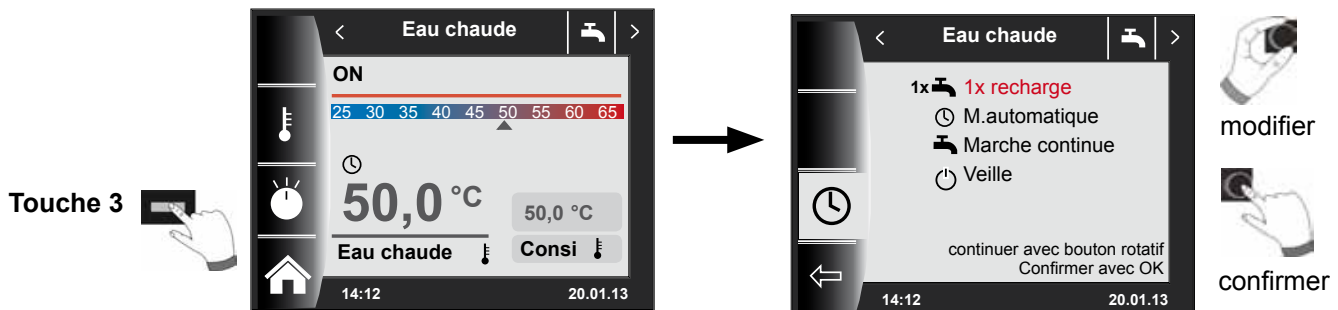 Touche 3
< Eau chaude >
ON
25 30 35 40 45 50 55 60 65
50,0 °C
50,0 °C
Eau chaude
Consi
14:12 20.01.13
< Eau chaude >
1x 1x recharge
M.automatique
Marche continue
Veille
continuer avec bouton rotatif
Confirmer avec OK
14:12 20.01.13
modifier
confirmer